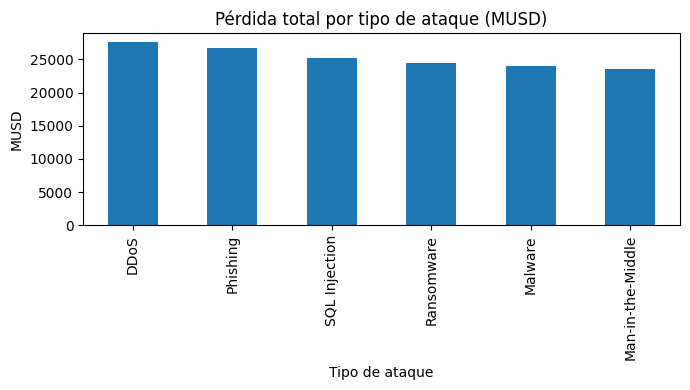 Pérdida total por tipo de ataque (MUSD)
MUSD
25000
20000
15000
10000
5000
0
DDoS
Phishing
SQL Injection
Ransomware
Malware
Man-in-the-Middle
Tipo de ataque